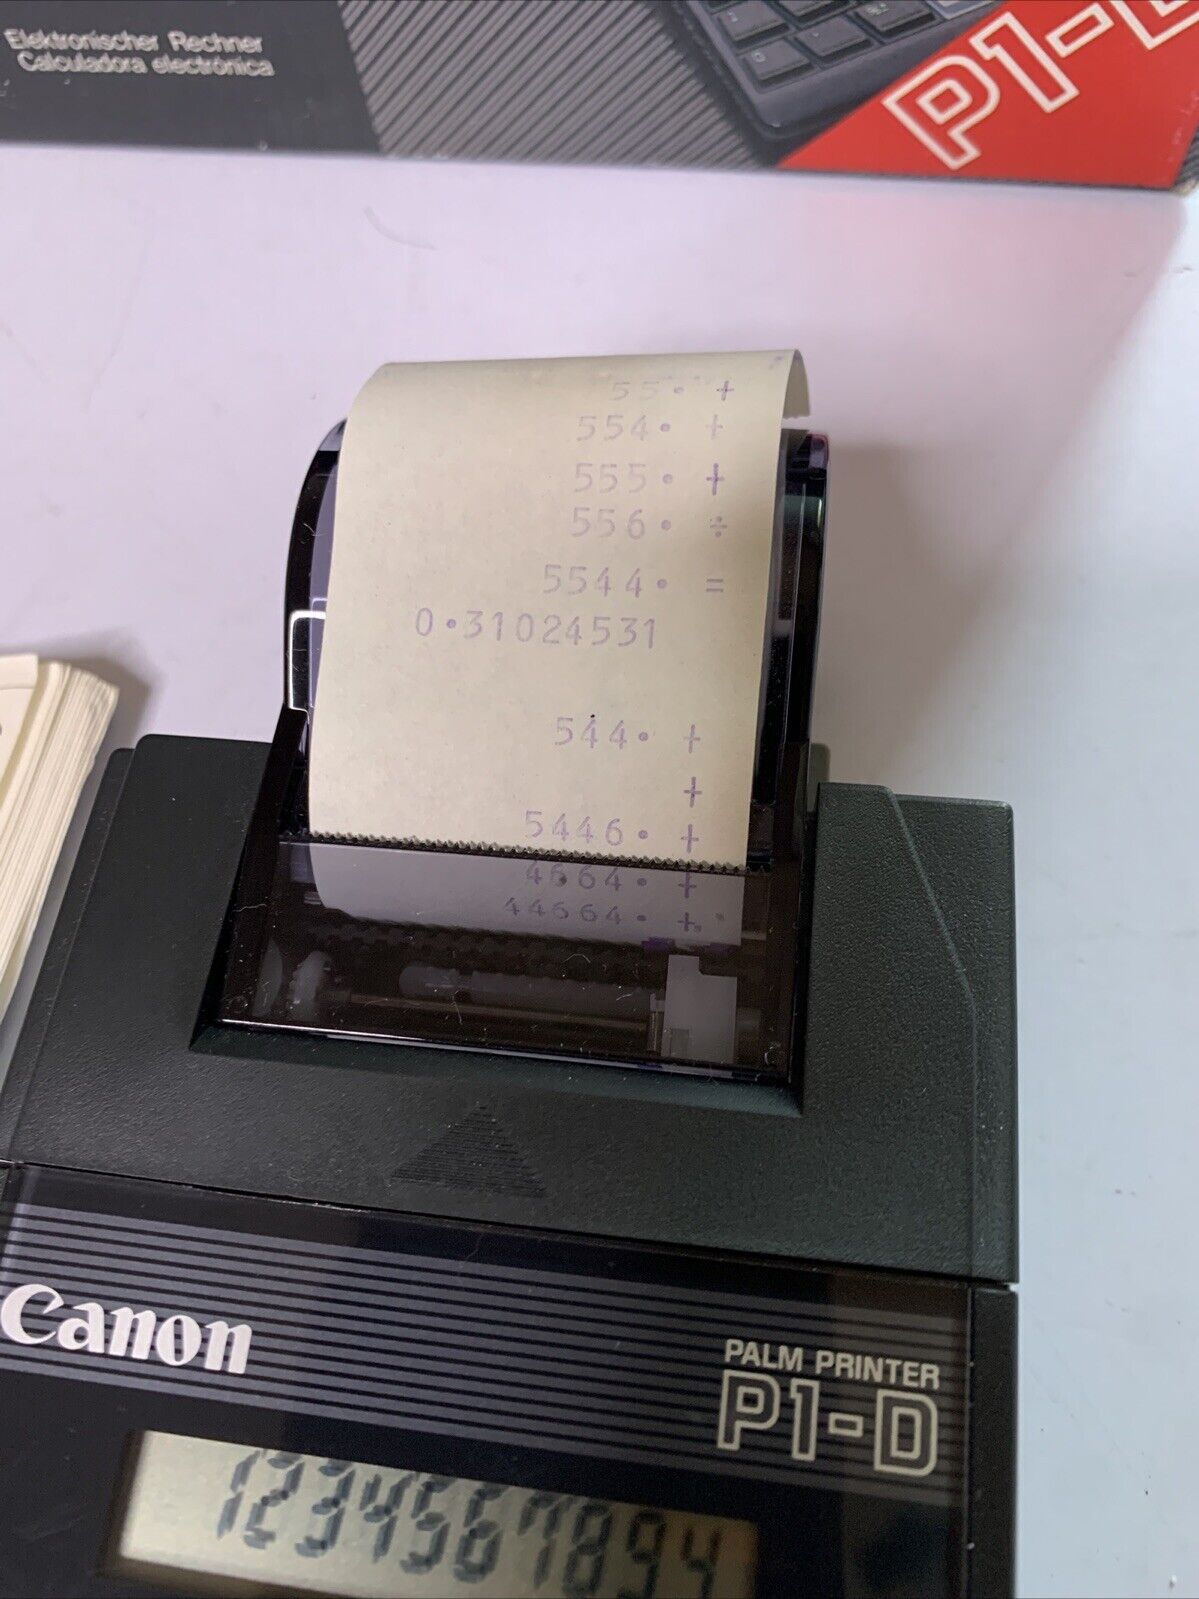 Elektronischer Rechner
Calculadora electrónica
P1-D
55• +
554• +
555• +
556• ÷
5544• =
0•31024531
544• +
+
5446• +
4664• +
44664• +
Canon
PALM PRINTER
P1-D
1234567894